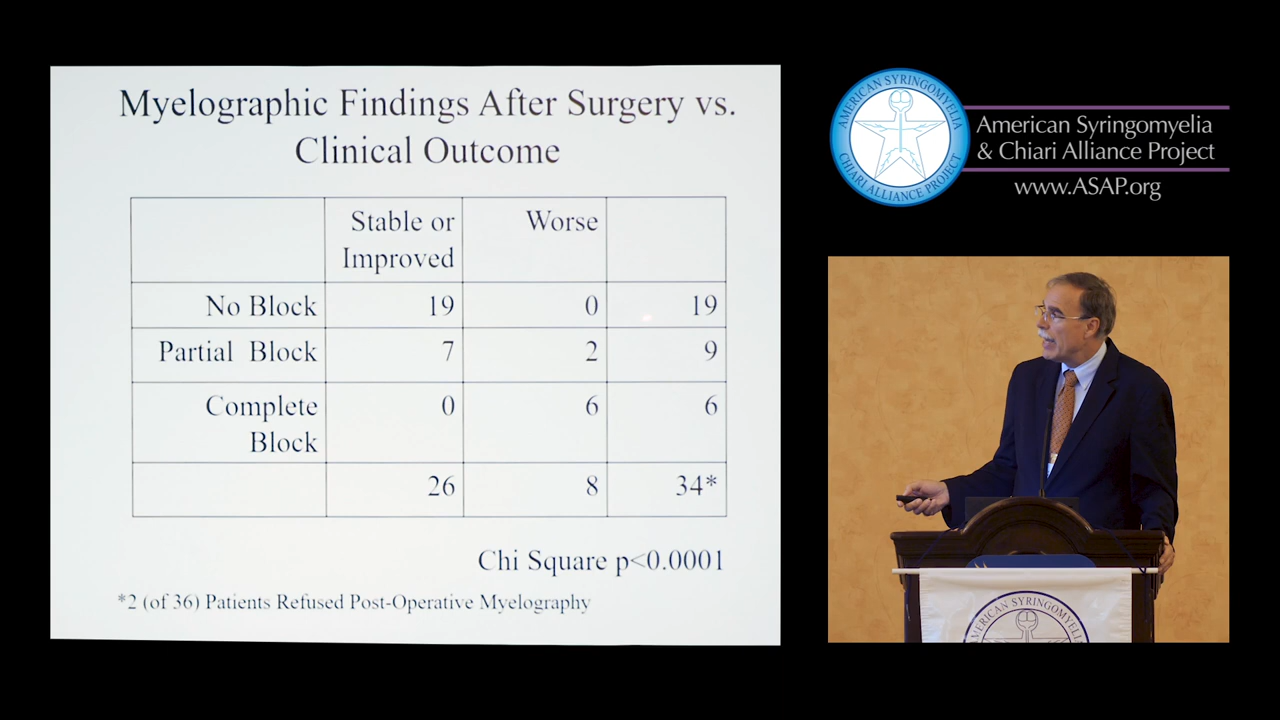 Myelographic Findings After Surgery vs.
Clinical Outcome
Stable or
Improved
Worse
No Block 19 0 19
Partial Block 7 2 9
Complete
Block
0 6 6
26 8 34*
Chi Square p<0.0001
*2 (of 36) Patients Refused Post-Operative Myelography
AMERICAN SYRINGOMYELIA
CHIARI ALLIANCE PROJECT
American Syringomyelia
& Chiari Alliance Project
www.ASAP.org
AMERICAN SYRINGOMYELIA